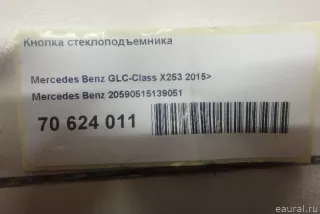 Кнопка стеклоподъемника
Mercedes Benz GLC-Class X253 2015>
Mercedes Benz 20590515139051
70 624 011
eaural.ru